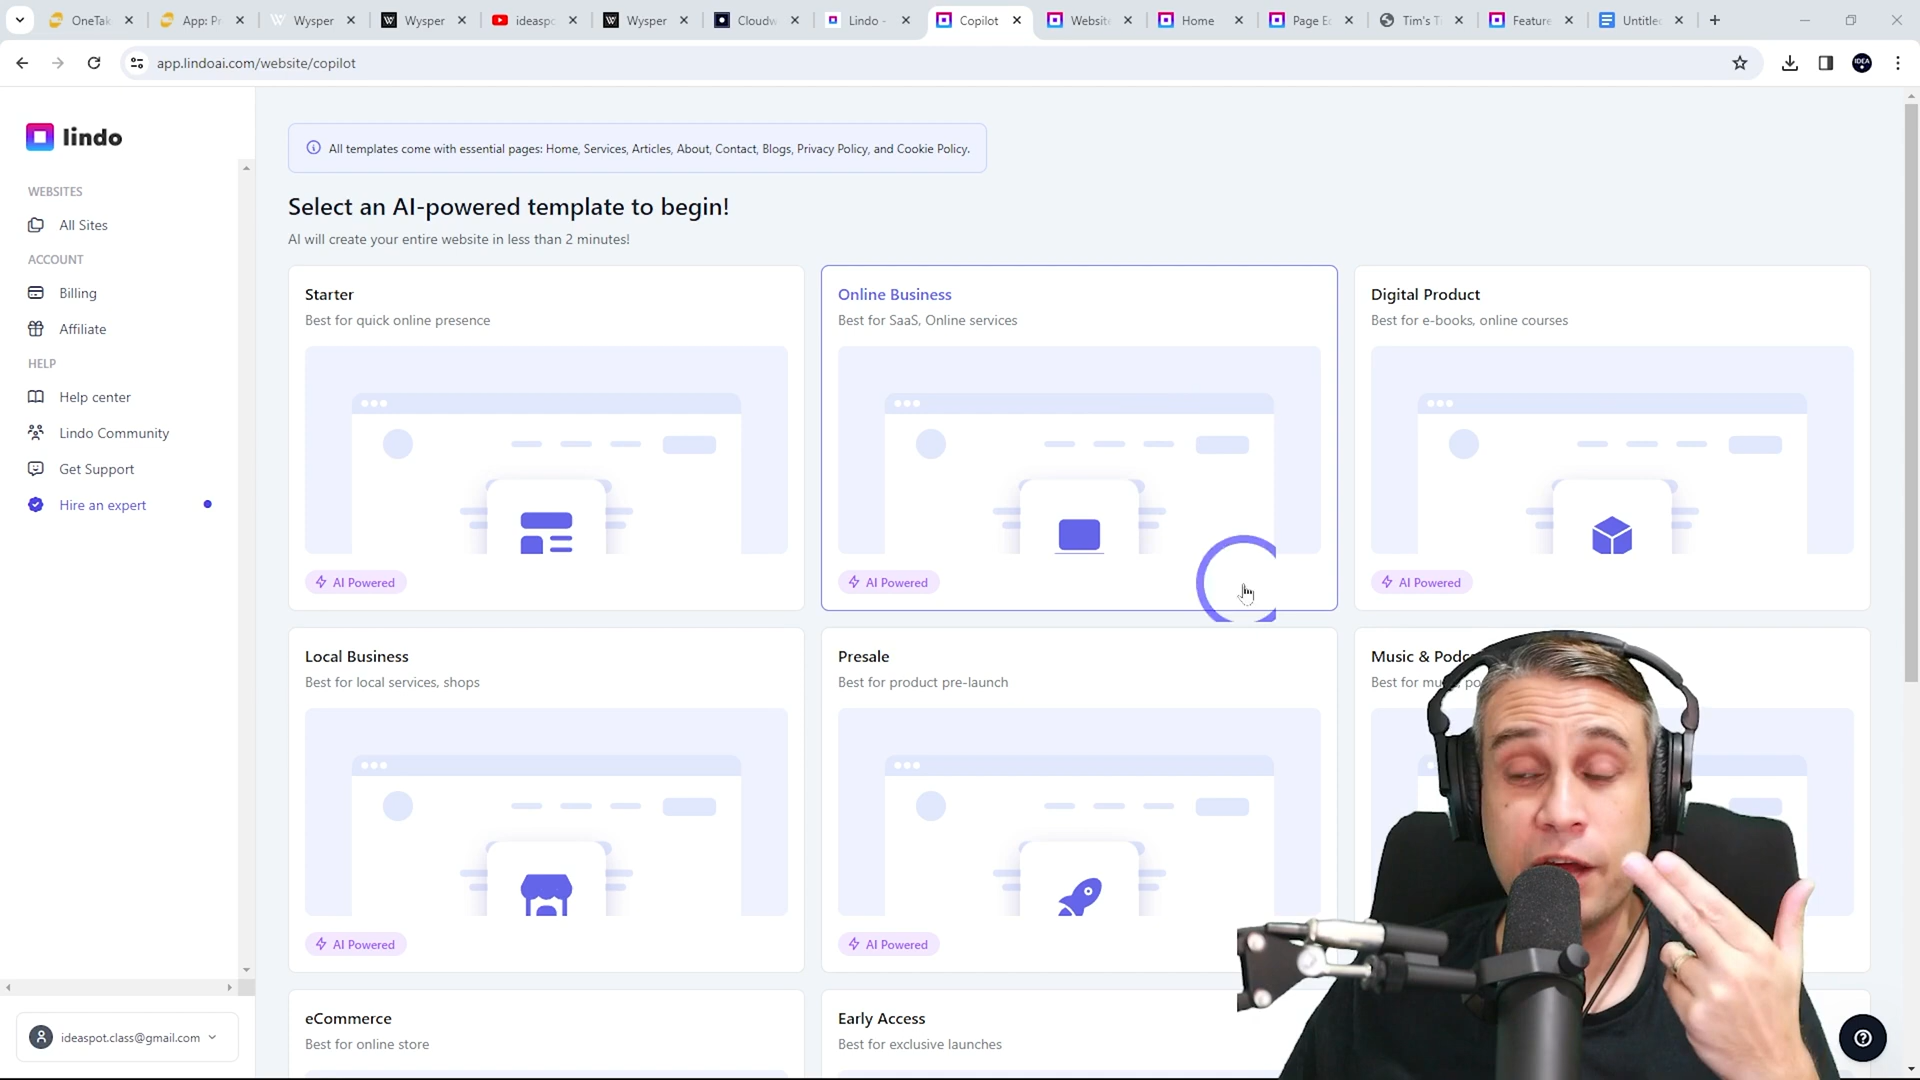 OneTak
App: Pr
Wysper
Wysper
ideaspo
Wysper
Cloudw
Lindo -
Copilot
Website
Home
Page Ed
Tim's T
Feature
Untitled
app.lindoai.com/website/copilot
IDEA
lindo
WEBSITES
All Sites
ACCOUNT
Billing
Affiliate
HELP
Help center
Lindo Community
Get Support
Hire an expert
ideaspot.class@gmail.com
All templates come with essential pages: Home, Services, Articles, About, Contact, Blogs, Privacy Policy, and Cookie Policy.
Select an AI-powered template to begin!
AI will create your entire website in less than 2 minutes!
Starter
Best for quick online presence
AI Powered
Online Business
Best for SaaS, Online services
AI Powered
Digital Product
Best for e-books, online courses
AI Powered
Local Business
Best for local services, shops
AI Powered
Presale
Best for product pre-launch
AI Powered
Music & Podc
Best for mu po
eCommerce
Best for online store
Early Access
Best for exclusive launches